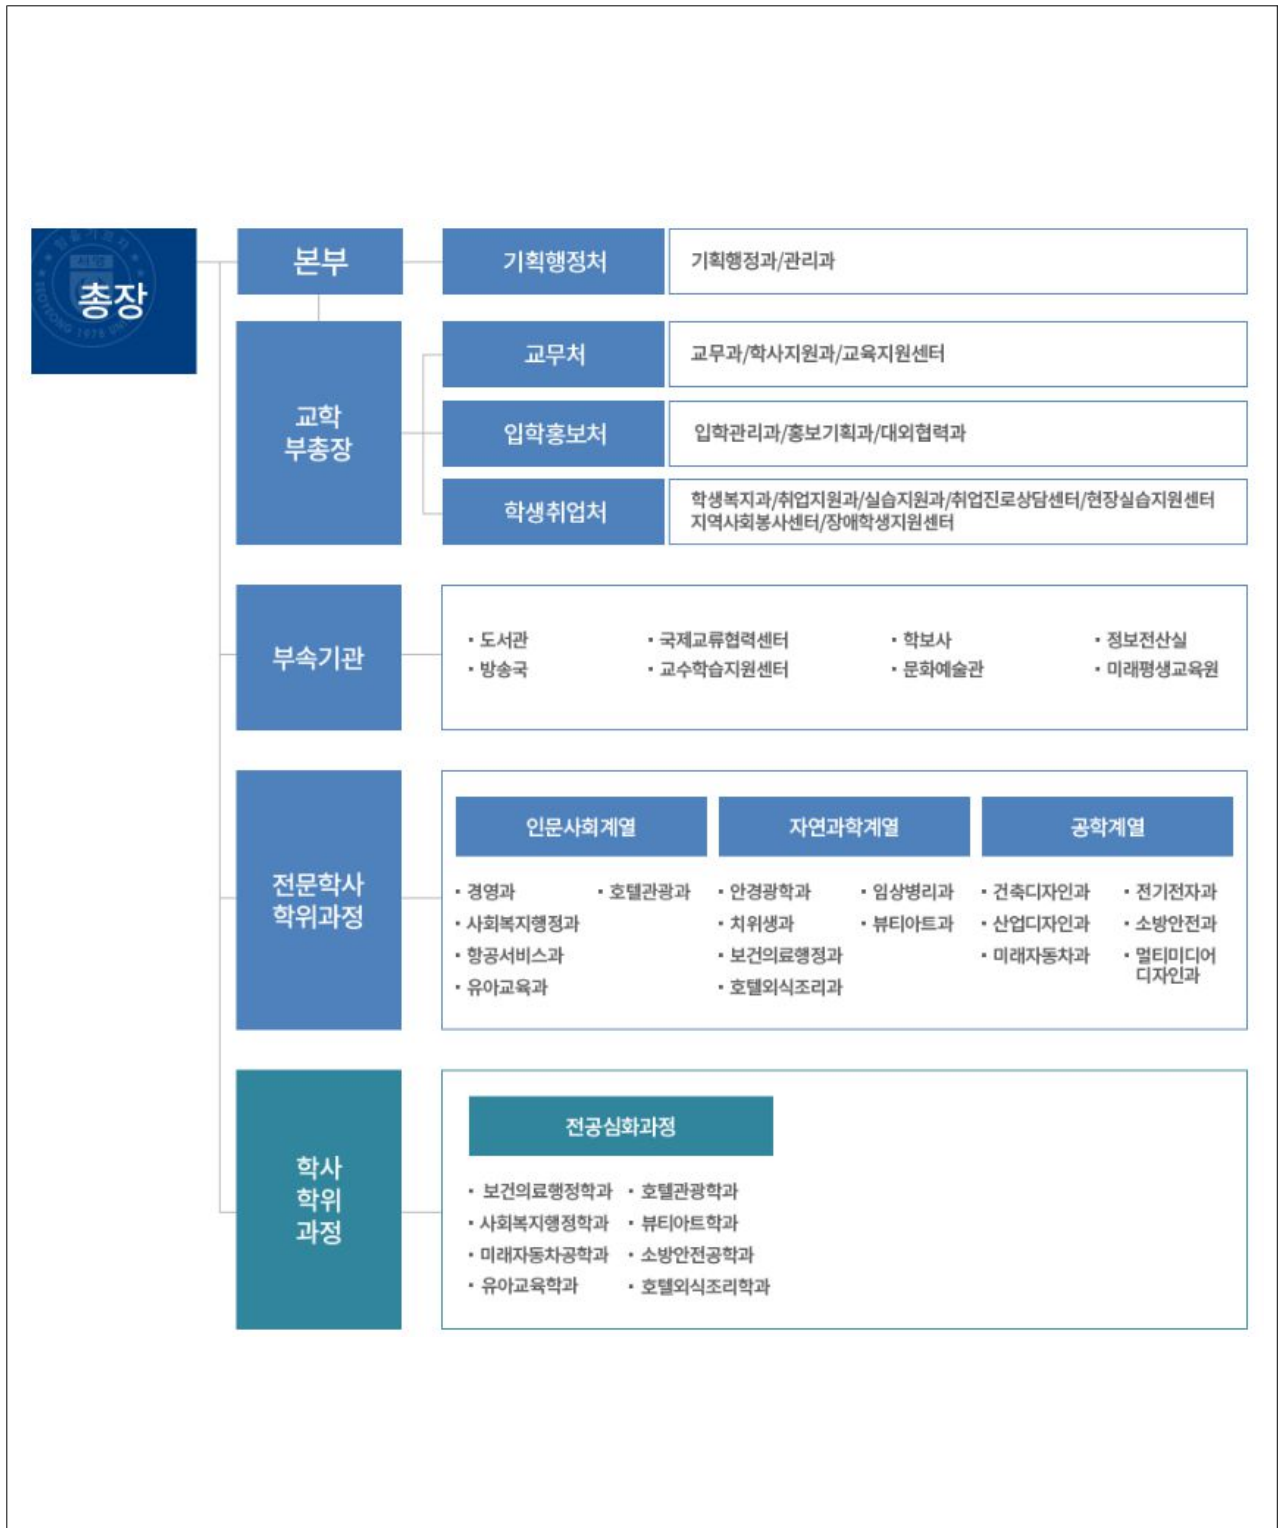 총장
SEOYEONG 1978 UNI
본부
기획행정처
기획행정과/관리과
교학
부총장
교무처
교무과/학사지원과/교육지원센터
입학홍보처
입학관리과/홍보기획과/대외협력과
학생취업처
학생복지과/취업지원과/실습지원과/취업진로상담센터/현장실습지원센터
지역사회봉사센터/장애학생지원센터
부속기관
▪ 도서관 ▪ 국제교류협력센터 ▪ 학보사 ▪ 정보전산실
▪ 방송국 ▪ 교수학습지원센터 ▪ 문화예술관 ▪ 미래평생교육원
전문학사
학위과정
인문사회계열
▪ 경영과 ▪ 호텔관광과
▪ 사회복지행정과
▪ 항공서비스과
▪ 유아교육과
자연과학계열
▪ 안경광학과 ▪ 임상병리과
▪ 치위생과 ▪ 뷰티아트과
▪ 보건의료행정과
▪ 호텔외식조리과
공학계열
▪ 건축디자인과 ▪ 전기전자과
▪ 산업디자인과 ▪ 소방안전과
▪ 미래자동차과 ▪ 멀티미디어
디자인과
학사
학위
과정
전공심화과정
▪ 보건의료행정학과 ▪ 호텔관광학과
▪ 사회복지행정학과 ▪ 뷰티아트학과
▪ 미래자동차공학과 ▪ 소방안전공학과
▪ 유아교육학과 ▪ 호텔외식조리학과